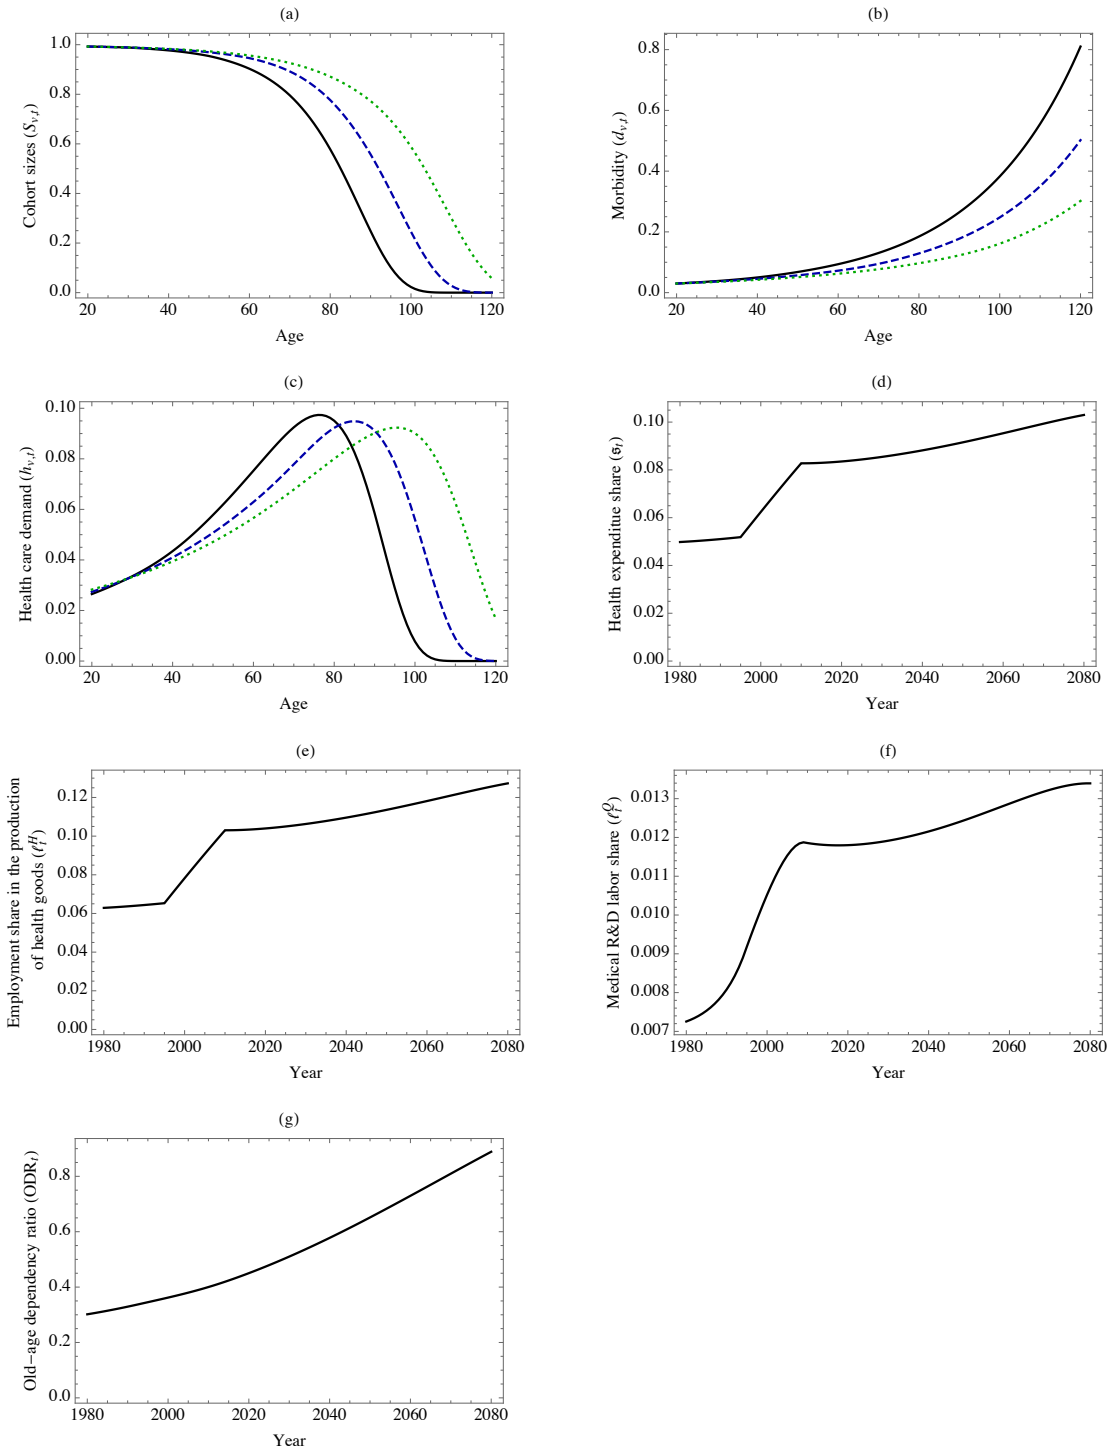 (a)
Cohort sizes (S_{v,t})
1.0
0.8
0.6
0.4
0.2
0.0
20 40 60 80 100 120
Age
(b)
Morbidity (d_{v,t})
0.8
0.6
0.4
0.2
0.0
20 40 60 80 100 120
Age
(c)
Health care demand (h_{v,t})
0.10
0.08
0.06
0.04
0.02
0.00
20 40 60 80 100 120
Age
(d)
Health expenditue share (𝔰_t)
0.10
0.08
0.06
0.04
0.02
0.00
1980 2000 2020 2040 2060 2080
Year
(e)
Employment share in the production
of health goods (ℓ_t^H)
0.12
0.10
0.08
0.06
0.04
0.02
0.00
1980 2000 2020 2040 2060 2080
Year
(f)
Medical R&D labor share (ℓ_t^Q)
0.013
0.012
0.011
0.010
0.009
0.008
0.007
1980 2000 2020 2040 2060 2080
Year
(g)
Old−age dependency ratio (ODR_t)
0.8
0.6
0.4
0.2
0.0
1980 2000 2020 2040 2060 2080
Year